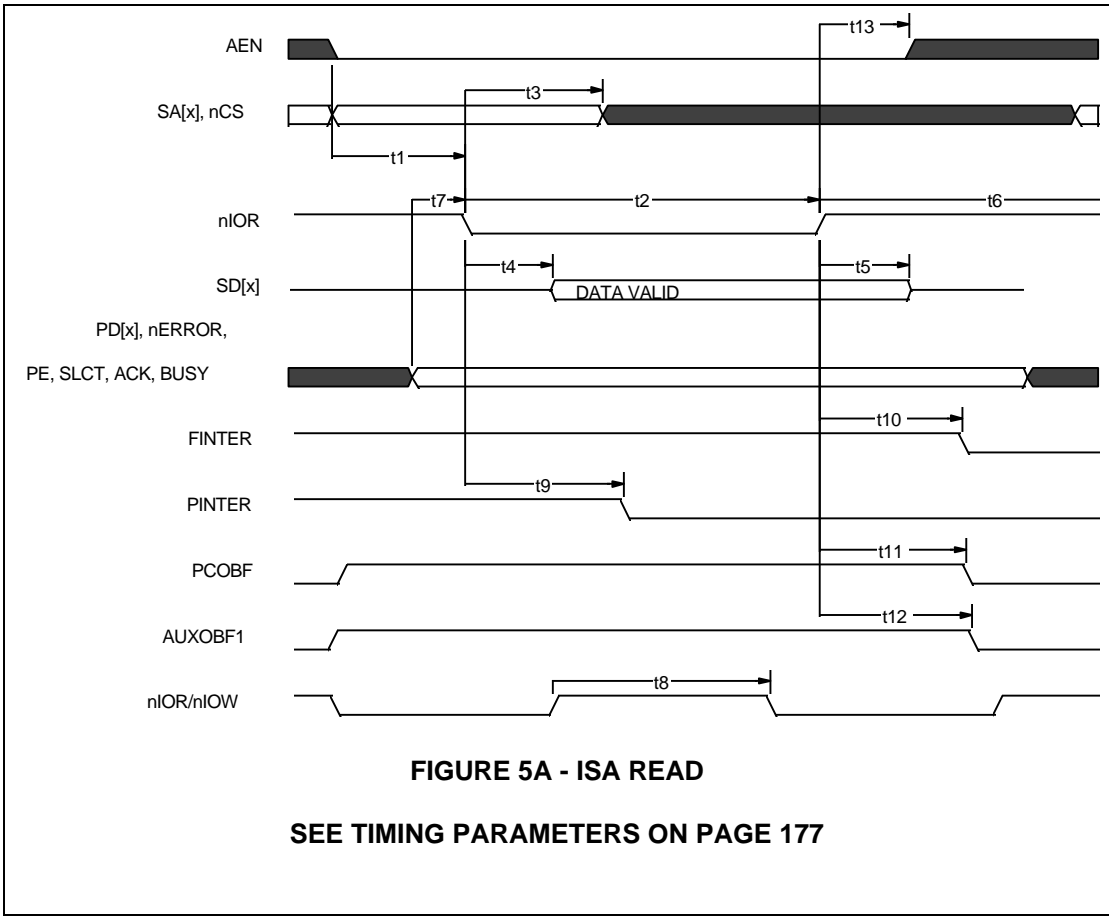 t13
AEN
t3
SA[x], nCS
t1
t7
t2
t6
nIOR
t4
t5
SD[x]
DATA VALID
PD[x], nERROR,
PE, SLCT, ACK, BUSY
t10
FINTER
t9
PINTER
t11
PCOBF
t12
AUXOBF1
t8
nIOR/nIOW
FIGURE 5A - ISA READ
SEE TIMING PARAMETERS ON PAGE 177